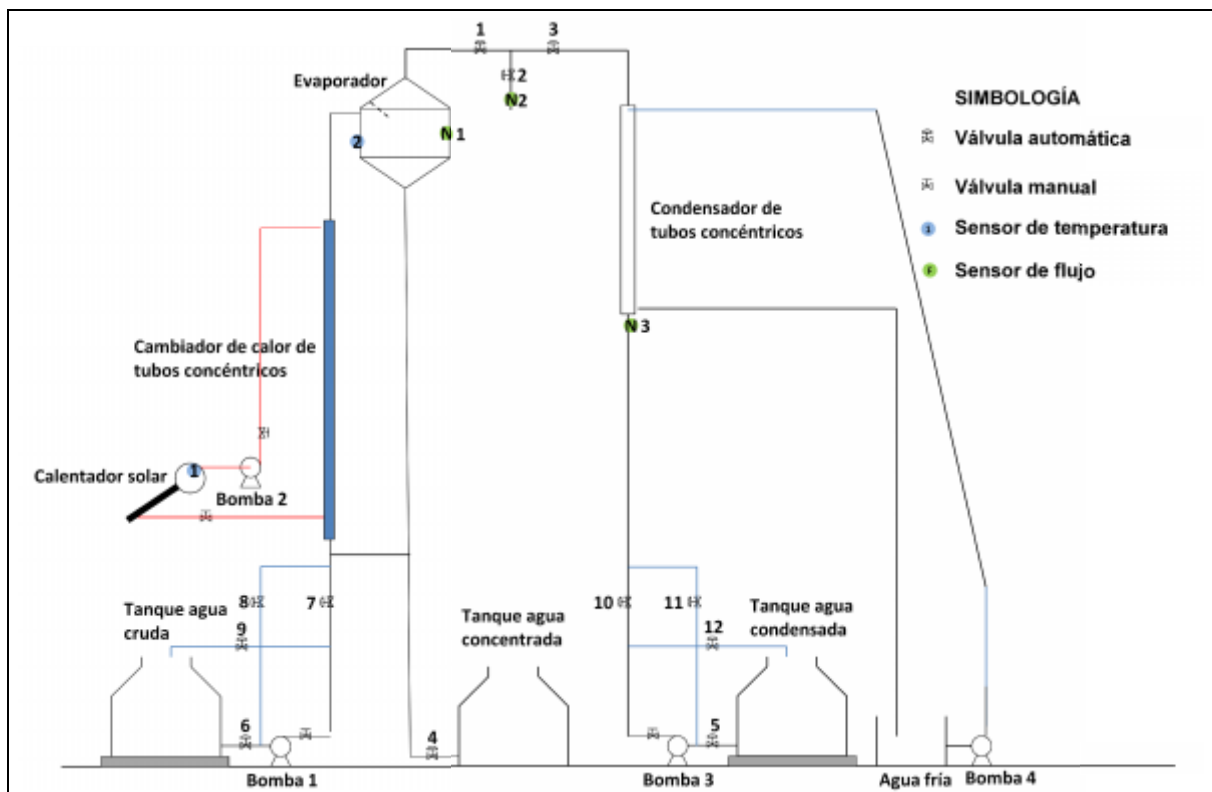 1
3
Evaporador
2
N2
2
N 1
SIMBOLOGÍA
Válvula automática
Válvula manual
1 Sensor de temperatura
F Sensor de flujo
Condensador de
tubos concéntricos
N 3
Cambiador de calor de
tubos concéntricos
Calentador solar
1
Bomba 2
8
7
10
11
Tanque agua
cruda
9
Tanque agua
concentrada
12
Tanque agua
condensada
6
4
5
Bomba 1
Bomba 3
Agua fría
Bomba 4